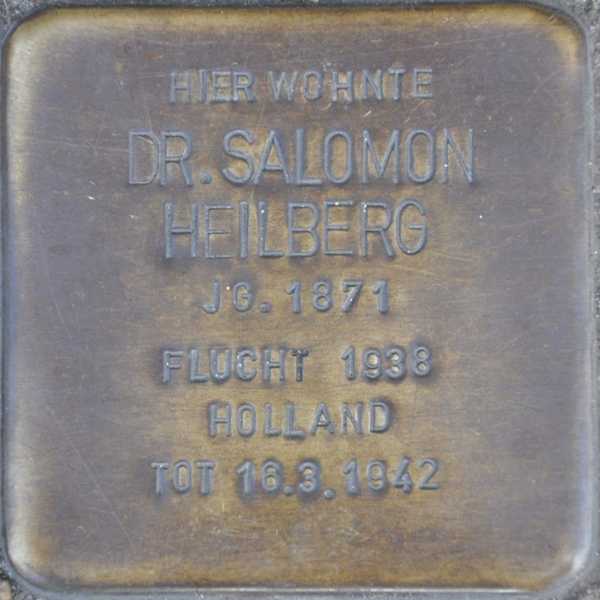 HIER WOHNTE
DR. SALOMON
HEILBERG
JG. 1871
FLUCHT 1938
HOLLAND
TOT 16.3.1942